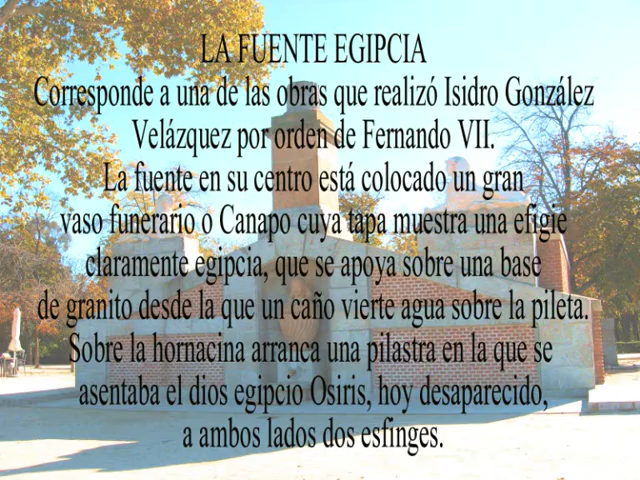 LA FUENTE EGIPCIA
Corresponde a una de las obras que realizó Isidro González
Velázquez por orden de Fernando VII.
La fuente en su centro está colocado un gran
vaso funerario o Canapo cuya tapa muestra una efigie
claramente egipcia, que se apoya sobre una base
de granito desde la que un caño vierte agua sobre la pileta.
Sobre la hornacina arranca una pilastra en la que se
asentaba el dios egipcio Osiris, hoy desaparecido,
a ambos lados dos esfinges.